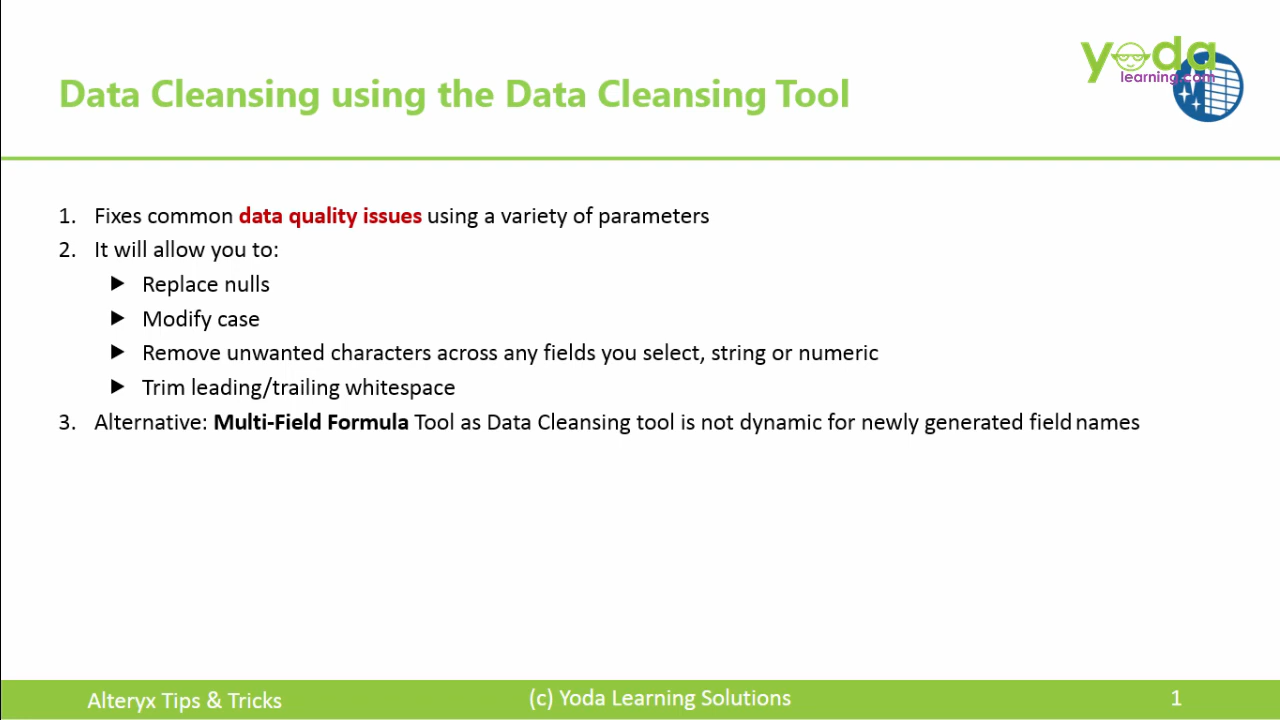 yoda
learning.com
Data Cleansing using the Data Cleansing Tool
1. Fixes common data quality issues using a variety of parameters
2. It will allow you to:
▶ Replace nulls
▶ Modify case
▶ Remove unwanted characters across any fields you select, string or numeric
▶ Trim leading/trailing whitespace
3. Alternative: Multi-Field Formula Tool as Data Cleansing tool is not dynamic for newly generated field names
Alteryx Tips & Tricks (c) Yoda Learning Solutions 1